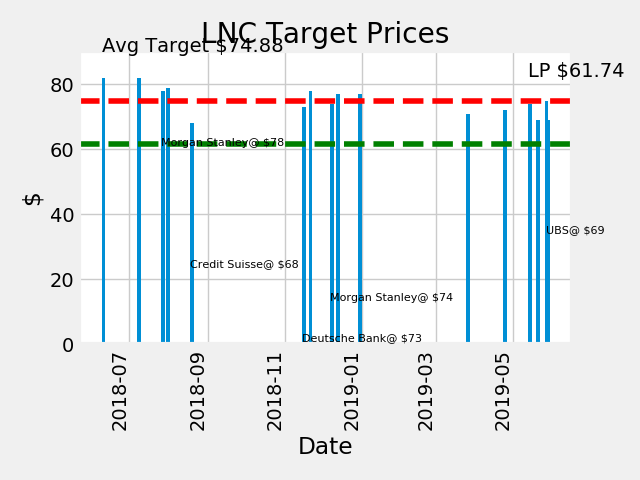 LNC Target Prices
Avg Target $74.88
LP $61.74
80
60
40
20
0
$
Morgan Stanley@ $78
UBS@ $69
Credit Suisse@ $68
Morgan Stanley@ $74
Deutsche Bank@ $73
2018-07
2018-09
2018-11
2019-01
2019-03
2019-05
Date